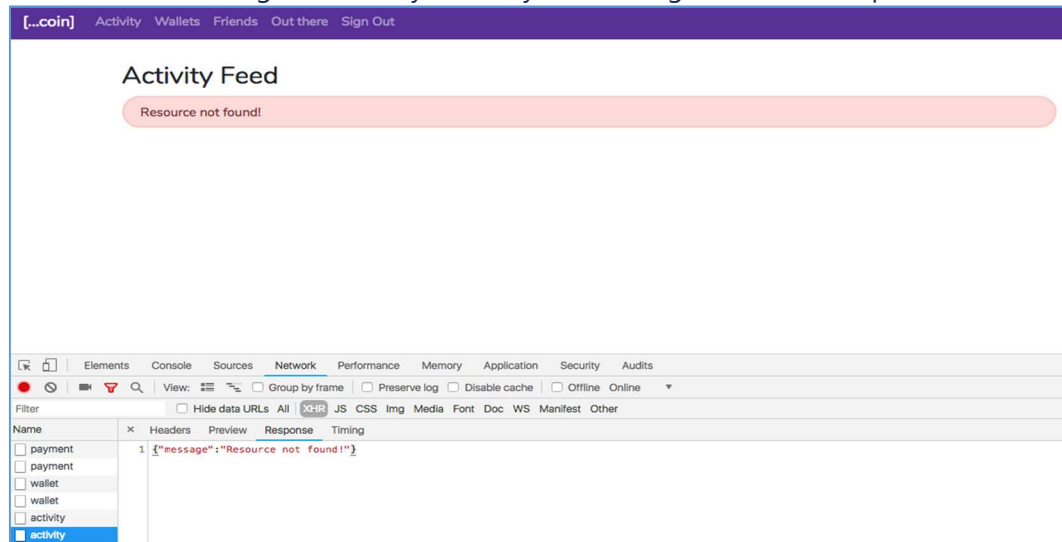 [...coin] Activity Wallets Friends Out there Sign Out
Activity Feed
Resource not found!
Elements Console Sources Network Performance Memory Application Security Audits
View: Group by frame Preserve log Disable cache Offline Online
Filter Hide data URLs All XHR JS CSS Img Media Font Doc WS Manifest Other
Name × Headers Preview Response Timing
payment 1 {"message":"Resource not found!"}
payment
wallet
wallet
activity
activity